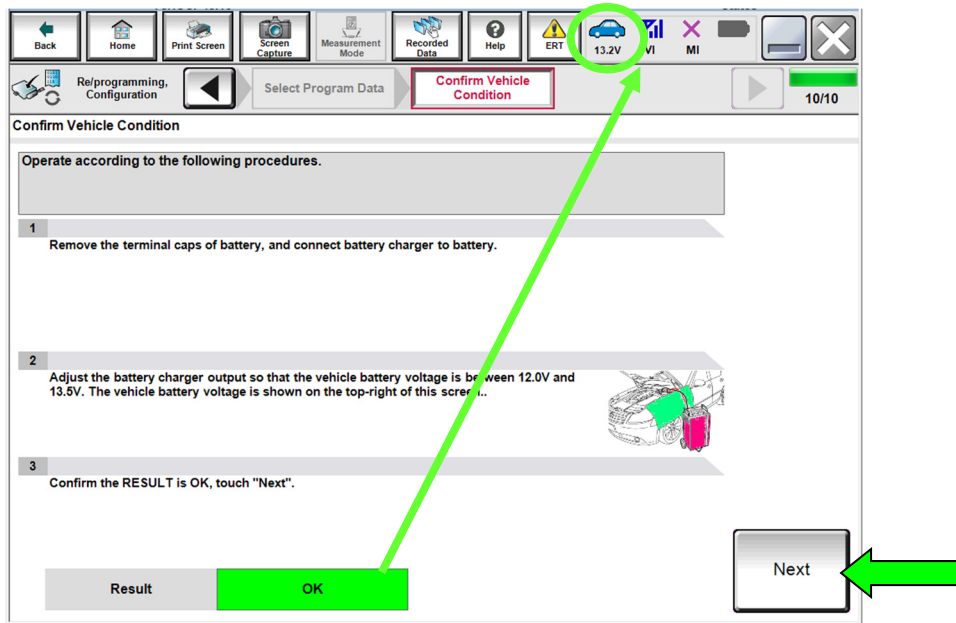 Back
Home
Print Screen
Screen
Capture
Measurement
Mode
Recorded
Data
Help
ERT
13.2V
VI
MI
Re/programming,
Configuration
Select Program Data
Confirm Vehicle
Condition
10/10
Confirm Vehicle Condition
Operate according to the following procedures.
1
Remove the terminal caps of battery, and connect battery charger to battery.
2
Adjust the battery charger output so that the vehicle battery voltage is between 12.0V and
13.5V. The vehicle battery voltage is shown on the top-right of this screen..
3
Confirm the RESULT is OK, touch "Next".
Next
Result
OK